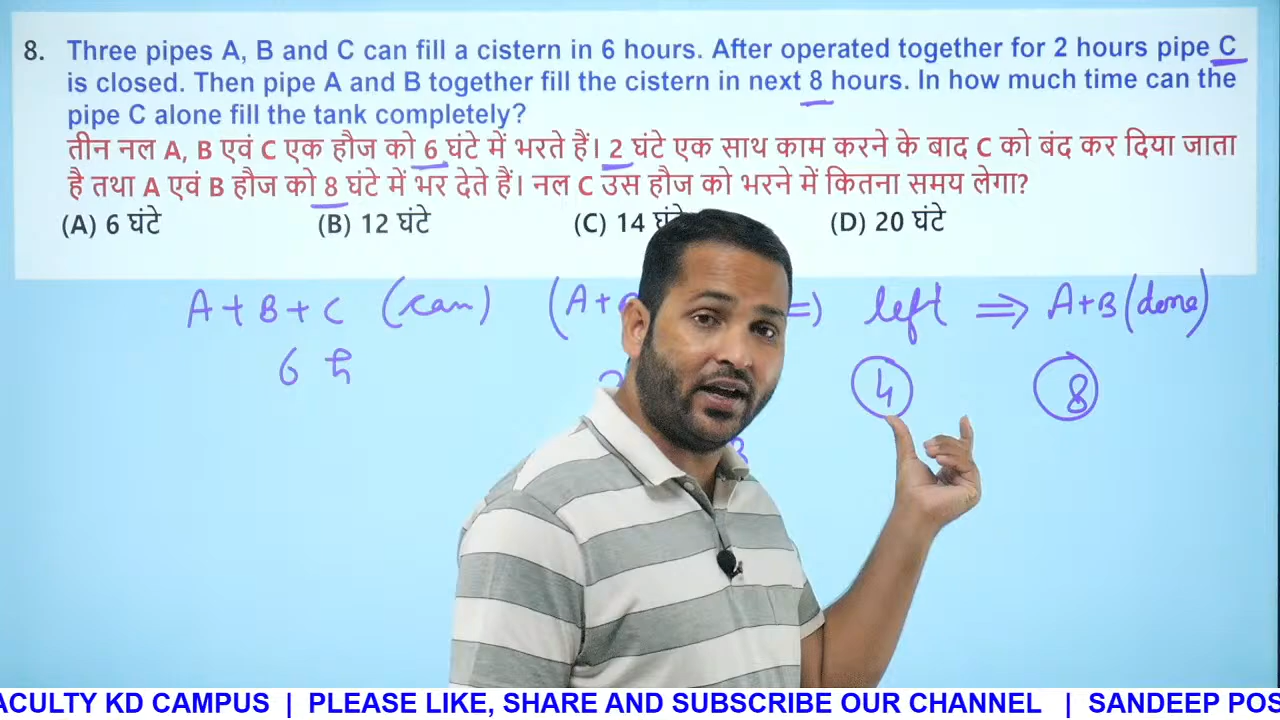 8. Three pipes A, B and C can fill a cistern in 6 hours. After operated together for 2 hours pipe C
is closed. Then pipe A and B together fill the cistern in next 8 hours. In how much time can the
pipe C alone fill the tank completely?
तीन नल A, B एवं C एक हौज को 6 घंटे में भरते हैं। 2 घंटे एक साथ काम करने के बाद C को बंद कर दिया जाता
है तथा A एवं B हौज को 8 घंटे में भर देते हैं। नल C उस हौज को भरने में कितना समय लेगा?
(A) 6 घंटे (B) 12 घंटे (C) 14 घंटे (D) 20 घंटे
A + B + C (can) (A+ => left => A+B (done)
6 h 4 8
ACULTY KD CAMPUS | PLEASE LIKE, SHARE AND SUBSCRIBE OUR CHANNEL | SANDEEP POS